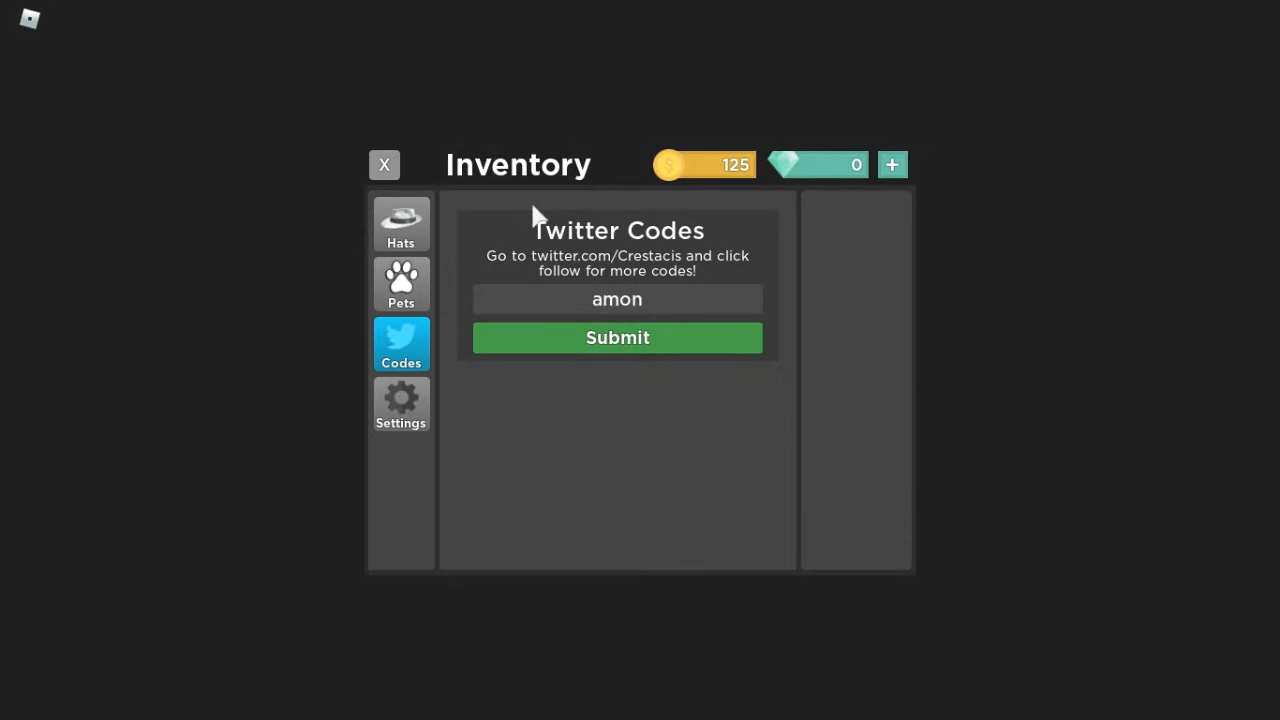 X
Inventory
125
0
+
Hats
Pets
Codes
Settings
Twitter Codes
Go to twitter.com/Crestacis and click
follow for more codes!
amon
Submit